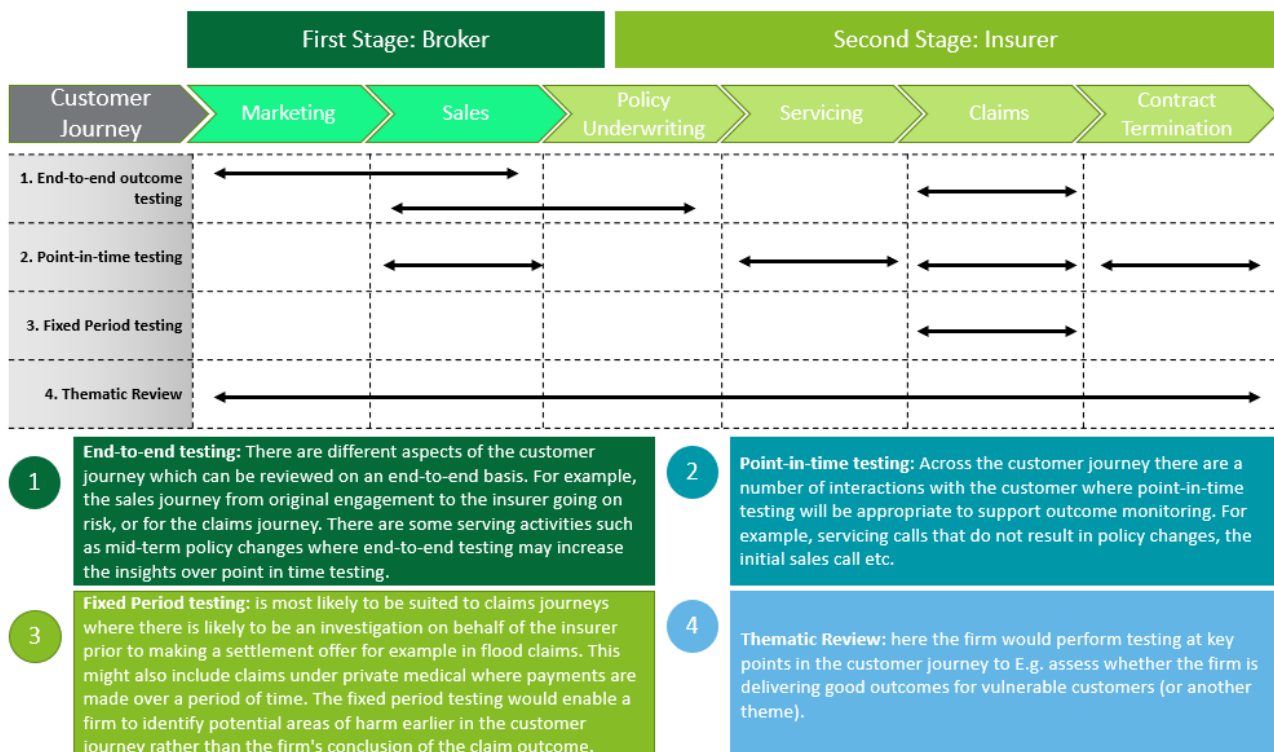 First Stage: Broker
Second Stage: Insurer
Customer
Journey
Marketing
Sales
Policy
Underwriting
Servicing
Claims
Contract
Termination
1. End-to-end outcome
testing
2. Point-in-time testing
3. Fixed Period testing
4. Thematic Review
1
End-to-end testing: There are different aspects of the customer
journey which can be reviewed on an end-to-end basis. For example,
the sales journey from original engagement to the insurer going on
risk, or for the claims journey. There are some serving activities such
as mid-term policy changes where end-to-end testing may increase
the insights over point in time testing.
2
Point-in-time testing: Across the customer journey there are a
number of interactions with the customer where point-in-time
testing will be appropriate to support outcome monitoring. For
example, servicing calls that do not result in policy changes, the
initial sales call etc.
3
Fixed Period testing: is most likely to be suited to claims journeys
where there is likely to be an investigation on behalf of the insurer
prior to making a settlement offer for example in flood claims. This
might also include claims under private medical where payments are
made over a period of time. The fixed period testing would enable a
firm to identify potential areas of harm earlier in the customer
journey rather than the firm's conclusion of the claim outcome.
4
Thematic Review: here the firm would perform testing at key
points in the customer journey to E.g. assess whether the firm is
delivering good outcomes for vulnerable customers (or another
theme).